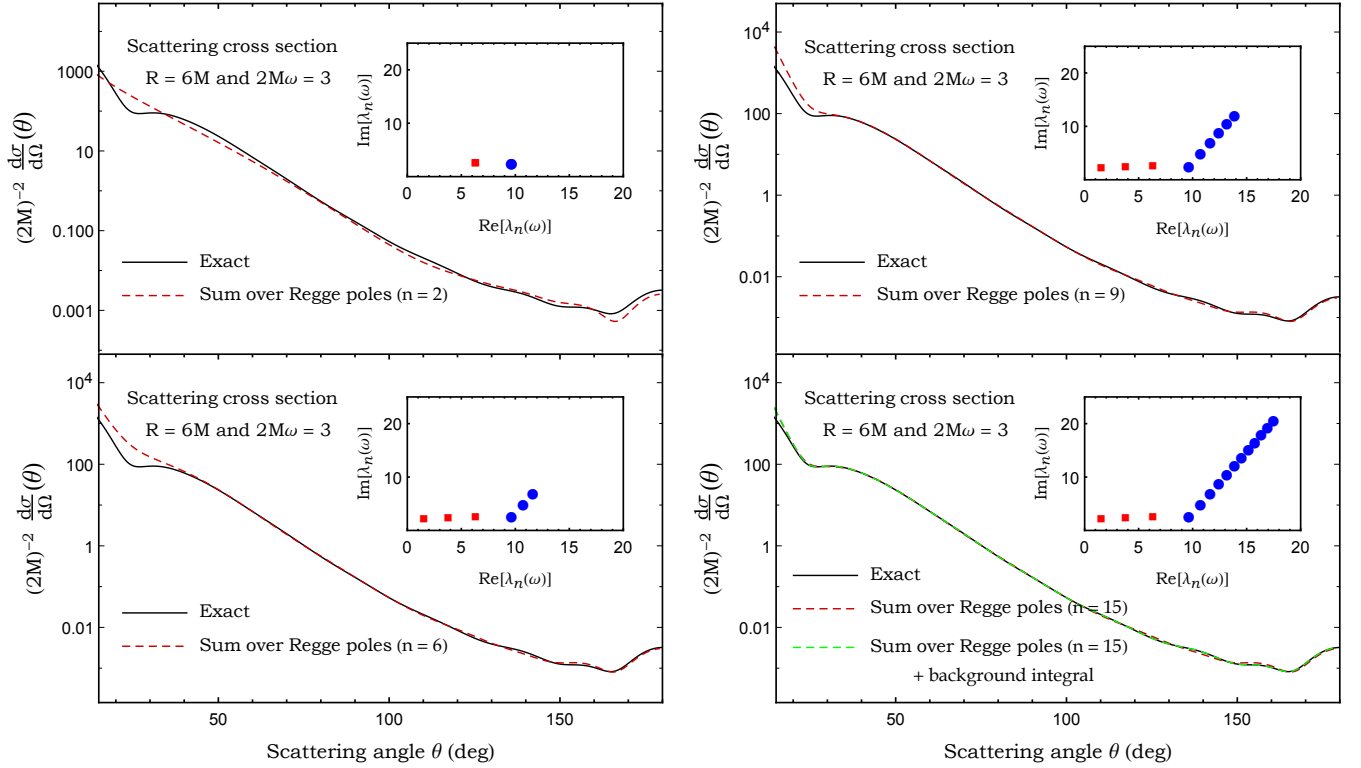 Scattering cross section
R = 6M and 2Mω = 3
(2M)⁻² dσ/dΩ (θ)
1000
10
0.100
0.001
Im[λn(ω)]
20
10
0 5 10 15 20
Re[λn(ω)]
Exact
Sum over Regge poles (n = 2)
Scattering cross section
R = 6M and 2Mω = 3
(2M)⁻² dσ/dΩ (θ)
10⁴
100
1
0.01
Im[λn(ω)]
20
10
0 5 10 15 20
Re[λn(ω)]
Exact
Sum over Regge poles (n = 9)
Scattering cross section
R = 6M and 2Mω = 3
(2M)⁻² dσ/dΩ (θ)
10⁴
100
1
0.01
Im[λn(ω)]
20
10
0 5 10 15 20
Re[λn(ω)]
Exact
Sum over Regge poles (n = 6)
50 100 150
Scattering angle θ (deg)
Scattering cross section
R = 6M and 2Mω = 3
(2M)⁻² dσ/dΩ (θ)
10⁴
100
1
0.01
Im[λn(ω)]
20
10
0 5 10 15 20
Re[λn(ω)]
Exact
Sum over Regge poles (n = 15)
Sum over Regge poles (n = 15)
+ background integral
50 100 150
Scattering angle θ (deg)